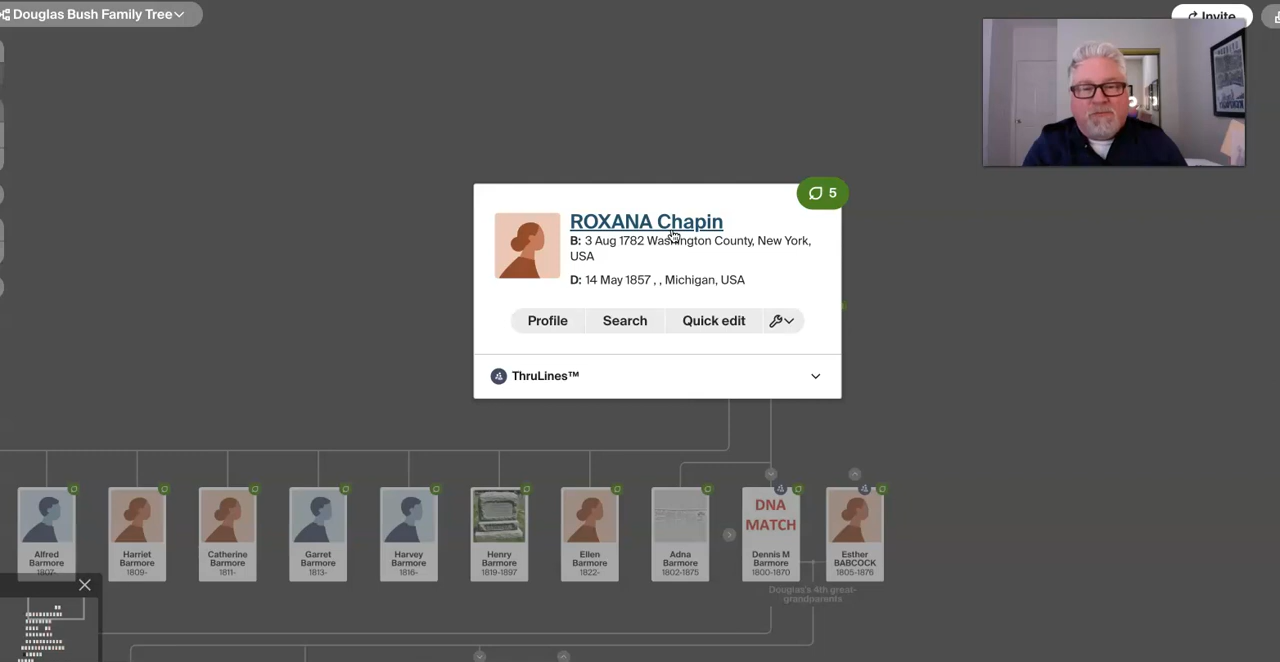 Douglas Bush Family Tree
Invite
5
ROXANA Chapin
B: 3 Aug 1782 Washington County, New York,
USA
D: 14 May 1857 , , Michigan, USA
Profile Search Quick edit
ThruLines™
DNA
MATCH
Alfred
Barmore
1807-
Harriet
Barmore
1809-
Catherine
Barmore
1811-
Garret
Barmore
1813-
Harvey
Barmore
1816-
Henry
Barmore
1819-1897
Ellen
Barmore
1822-
Adna
Barmore
1802-1875
Dennis M
Barmore
1800-1870
Esther
BABCOCK
1805-1876
Douglas's 4th great-
grandparents